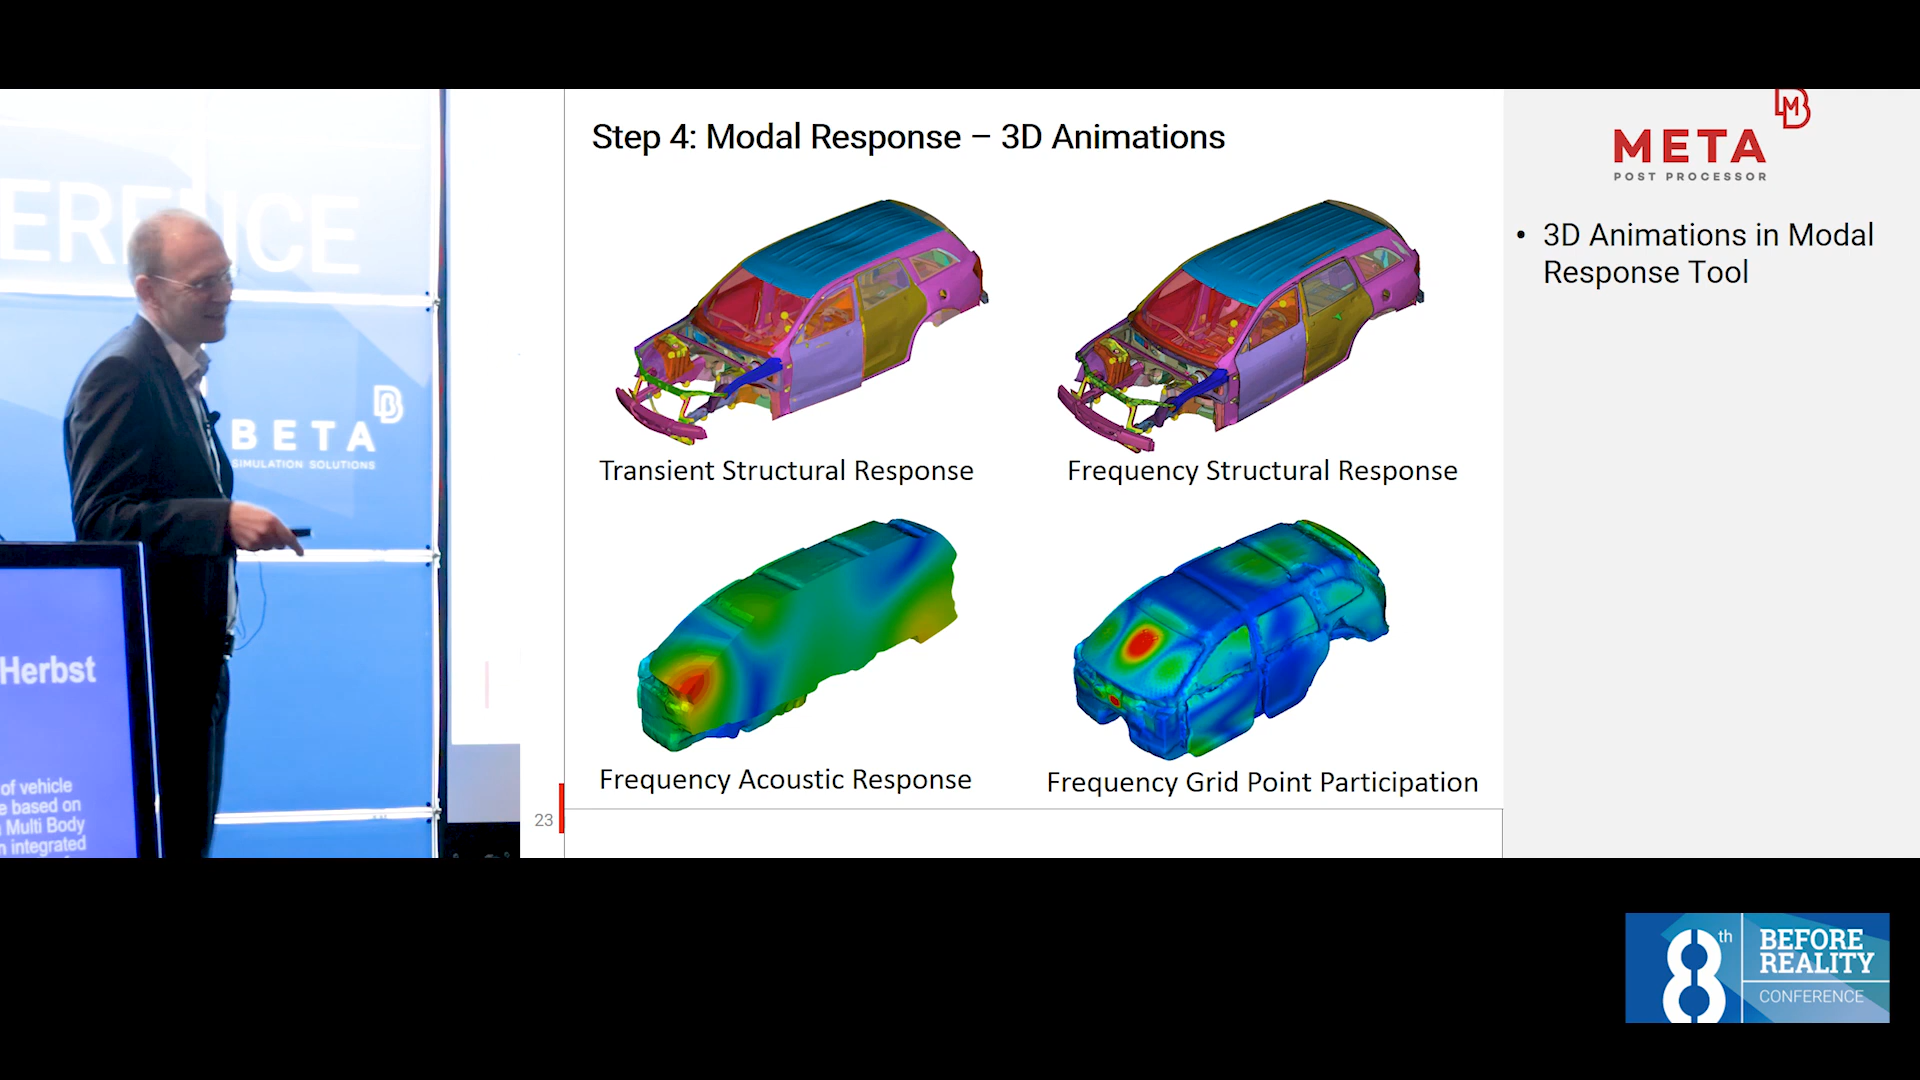 ERENCE
BETA
SIMULATION SOLUTIONS
Herbst
of vehicle
e based on
Multi Body
n integrated
Step 4: Modal Response – 3D Animations
Transient Structural Response
Frequency Structural Response
Frequency Acoustic Response
Frequency Grid Point Participation
23
META
POST PROCESSOR
• 3D Animations in Modal
Response Tool
8th
BEFORE
REALITY
CONFERENCE